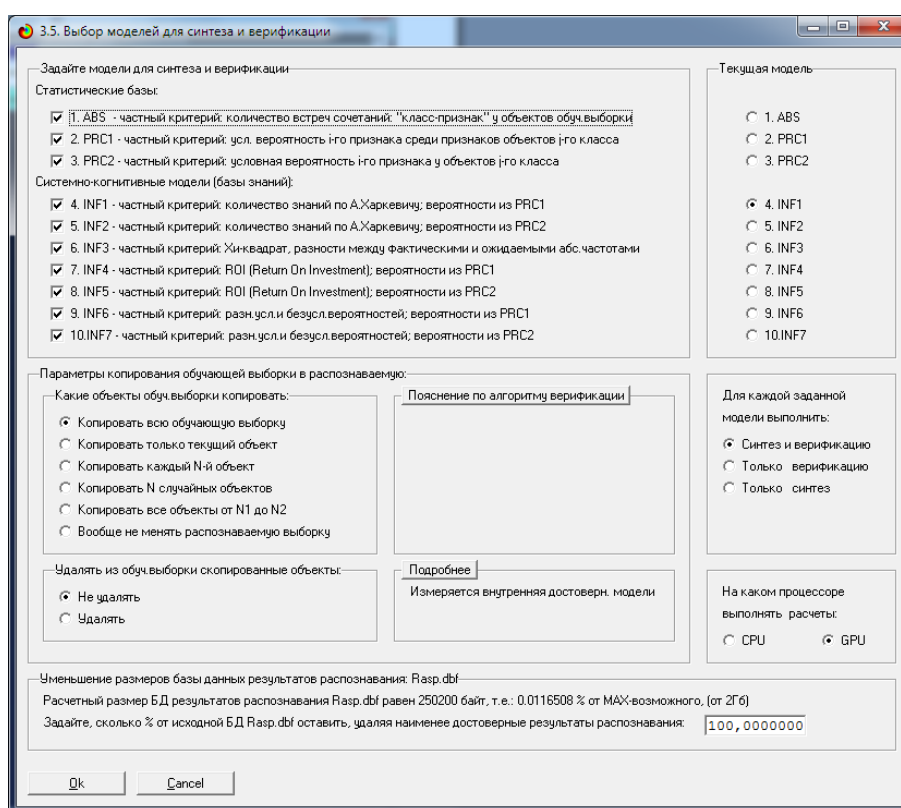 3.5. Выбор моделей для синтеза и верификации
Задайте модели для синтеза и верификации
Статистические базы:
1. ABS - частный критерий: количество встреч сочетаний: "класс-признак" у объектов обуч.выборки
2. PRC1 - частный критерий: усл. вероятность i-го признака среди признаков объектов j-го класса
3. PRC2 - частный критерий: условная вероятность i-го признака у объектов j-го класса
Системно-когнитивные модели (базы знаний):
4. INF1 - частный критерий: количество знаний по А.Харкевичу; вероятности из PRC1
5. INF2 - частный критерий: количество знаний по А.Харкевичу; вероятности из PRC2
6. INF3 - частный критерий: Хи-квадрат, разности между фактическими и ожидаемыми абс.частотами
7. INF4 - частный критерий: ROI (Return On Investment); вероятности из PRC1
8. INF5 - частный критерий: ROI (Return On Investment); вероятности из PRC2
9. INF6 - частный критерий: разн.усл.и безусл.вероятностей; вероятности из PRC1
10.INF7 - частный критерий: разн.усл.и безусл.вероятностей; вероятности из PRC2
Текущая модель
1. ABS
2. PRC1
3. PRC2
4. INF1
5. INF2
6. INF3
7. INF4
8. INF5
9. INF6
10.INF7
Параметры копирования обучающей выборки в распознаваемую:
Какие объекты обуч.выборки копировать:
Копировать всю обучающую выборку
Копировать только текущий объект
Копировать каждый N-й объект
Копировать N случайных объектов
Копировать все объекты от N1 до N2
Вообще не менять распознаваемую выборку
Пояснение по алгоритму верификации
Удалять из обуч.выборки скопированные объекты:
Не удалять
Удалять
Подробнее
Измеряется внутренняя достоверн. модели
Для каждой заданной
модели выполнить:
Синтез и верификацию
Только верификацию
Только синтез
На каком процессоре
выполнять расчеты:
CPU
GPU
Уменьшение размеров базы данных результатов распознавания: Rasp.dbf
Расчетный размер БД результатов распознавания Rasp.dbf равен 250200 байт, т.е.: 0.0116508 % от MAX-возможного, (от 2Гб)
Задайте, сколько % от исходной БД Rasp.dbf оставить, удаляя наименее достоверные результаты распознавания:
100,0000000
Ok
Cancel